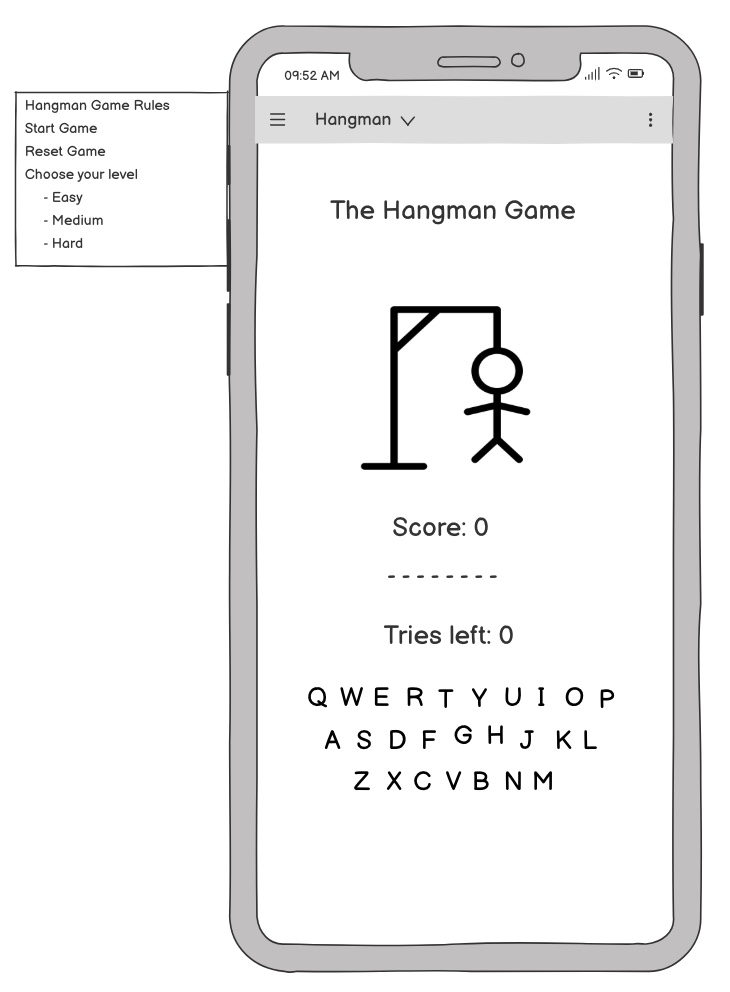 09:52 AM
Hangman Game Rules
Start Game
Reset Game
Choose your level
- Easy
- Medium
- Hard
Hangman
The Hangman Game
Score: 0
- - - - - - - -
Tries left: 0
Q W E R T Y U I O P
A S D F G H J K L
Z X C V B N M